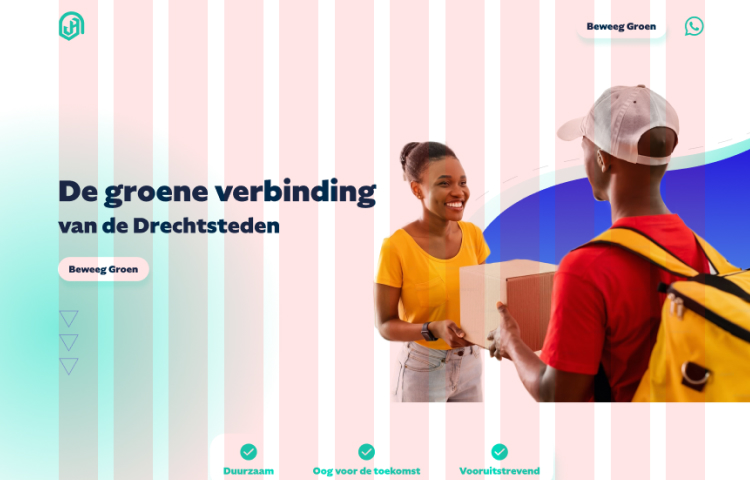 Beweeg Groen
De groene verbinding
van de Drechtsteden
Beweeg Groen
Duurzaam
Oog voor de toekomst
Vooruitstrevend